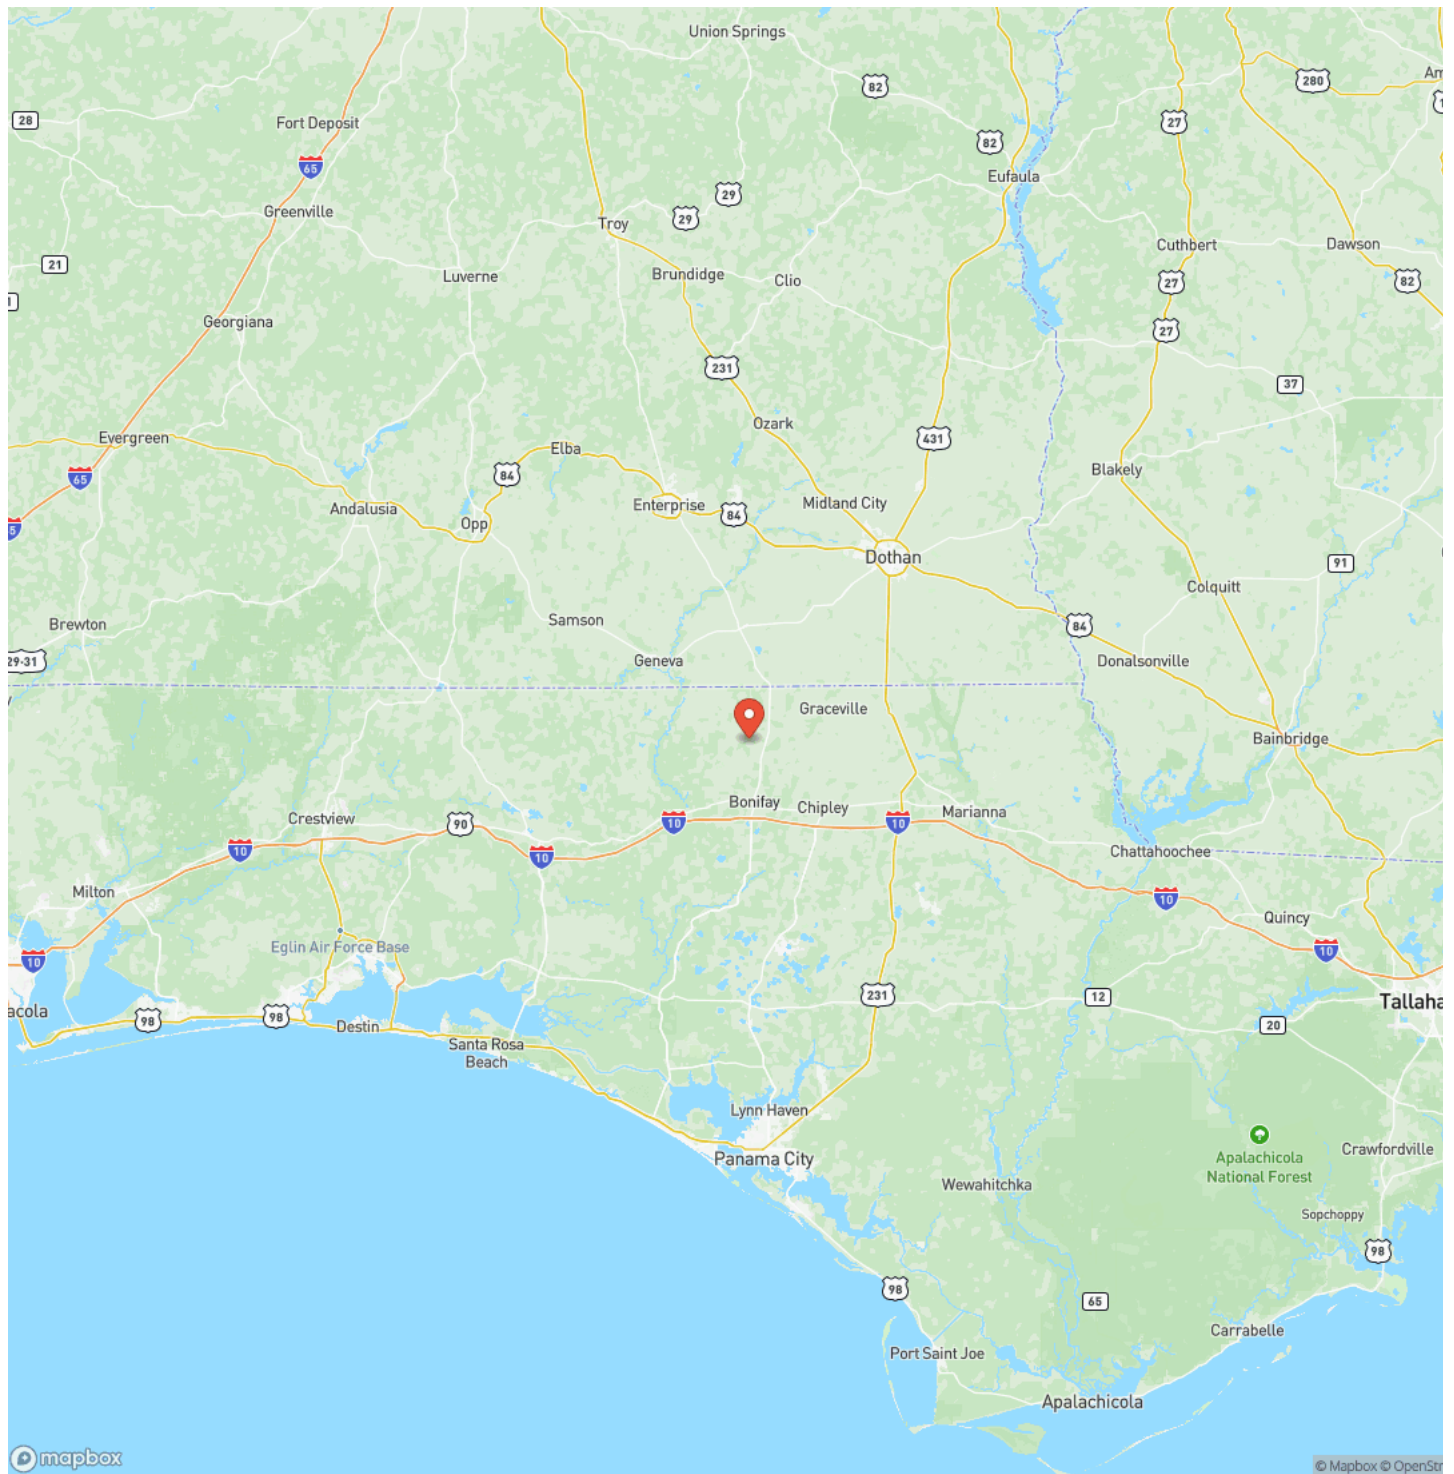 Union Springs
280
Am
82
28
Fort Deposit
27
82
65
Eufaula
29
Greenville
29
Troy
Cuthbert
Dawson
21
Brundidge
Clio
Luverne
27
82
Georgiana
27
231
37
Ozark
Evergreen
431
Elba
Blakely
65
84
Enterprise
Midland City
Andalusia
84
Opp
Dothan
91
Colquitt
Samson
Brewton
84
29-31
Geneva
Donalsonville
Graceville
Bainbridge
Bonifay
Chipley
Marianna
Crestview
90
10
10
10
10
Chattahoochee
Milton
10
Quincy
Eglin Air Force Base
10
10
231
12
Tallaha
acola
98
98
Destin
20
Santa Rosa
Beach
Lynn Haven
Panama City
Crawfordville
Apalachicola
National Forest
Wewahitchka
Sopchoppy
98
98
65
Carrabelle
Port Saint Joe
Apalachicola
mapbox
© Mapbox © OpenStr